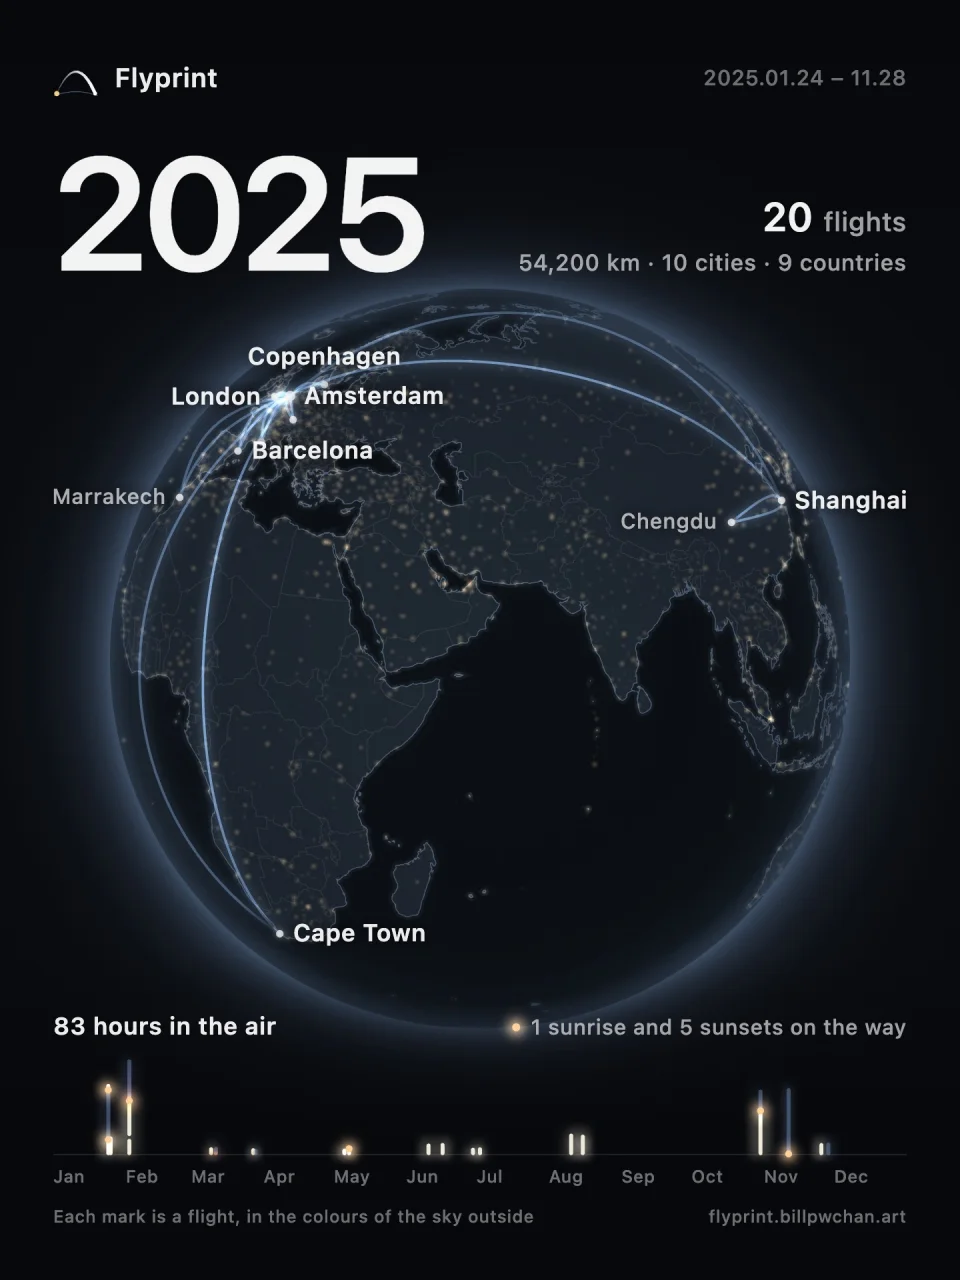 Flyprint
2025.01.24 – 11.28
2025
20 flights
54,200 km · 10 cities · 9 countries
Copenhagen
London
Amsterdam
Barcelona
Marrakech
Shanghai
Chengdu
Cape Town
83 hours in the air
1 sunrise and 5 sunsets on the way
Jan Feb Mar Apr May Jun Jul Aug Sep Oct Nov Dec
Each mark is a flight, in the colours of the sky outside
flyprint.billpwchan.art